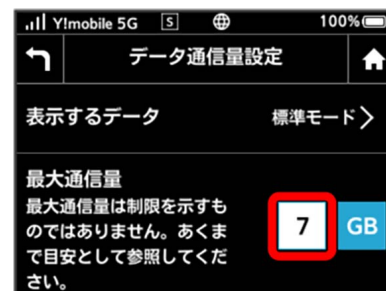 Y!mobile 5G S 100%
データ通信量設定
表示するデータ 標準モード
最大通信量
最大通信量は制限を示すも
のではありません。あくま
で目安として参照してくだ
さい。
7 GB